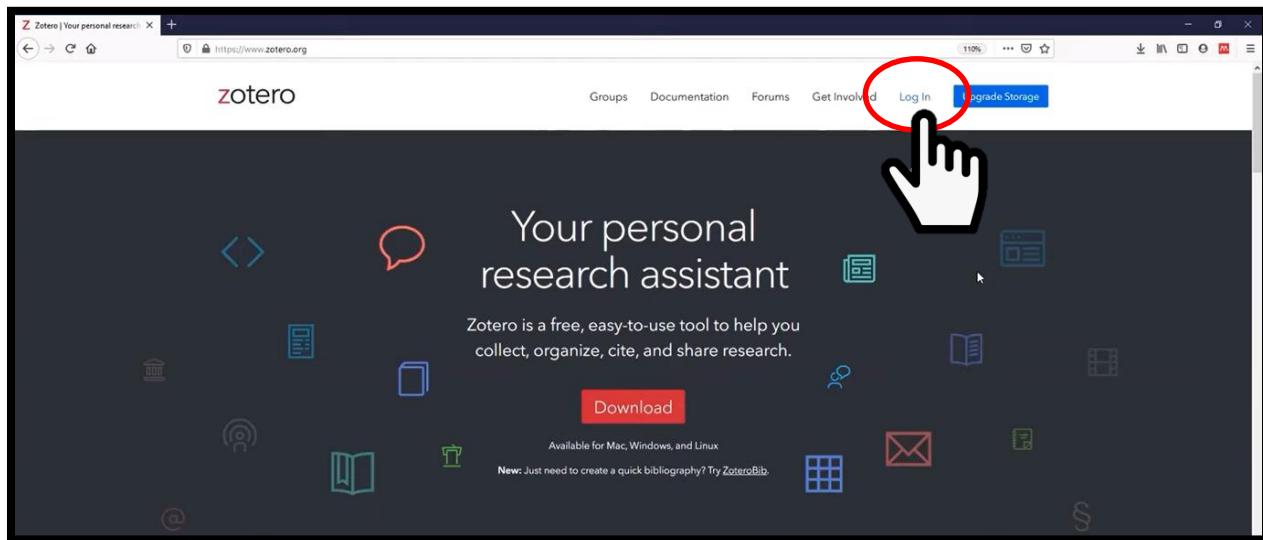 Zotero | Your personal research
https://www.zotero.org
110%
zotero
Groups Documentation Forums Get Involved Log In Upgrade Storage
Your personal
research assistant
Zotero is a free, easy-to-use tool to help you
collect, organize, cite, and share research.
Download
Available for Mac, Windows, and Linux
New: Just need to create a quick bibliography? Try ZoteroBib.